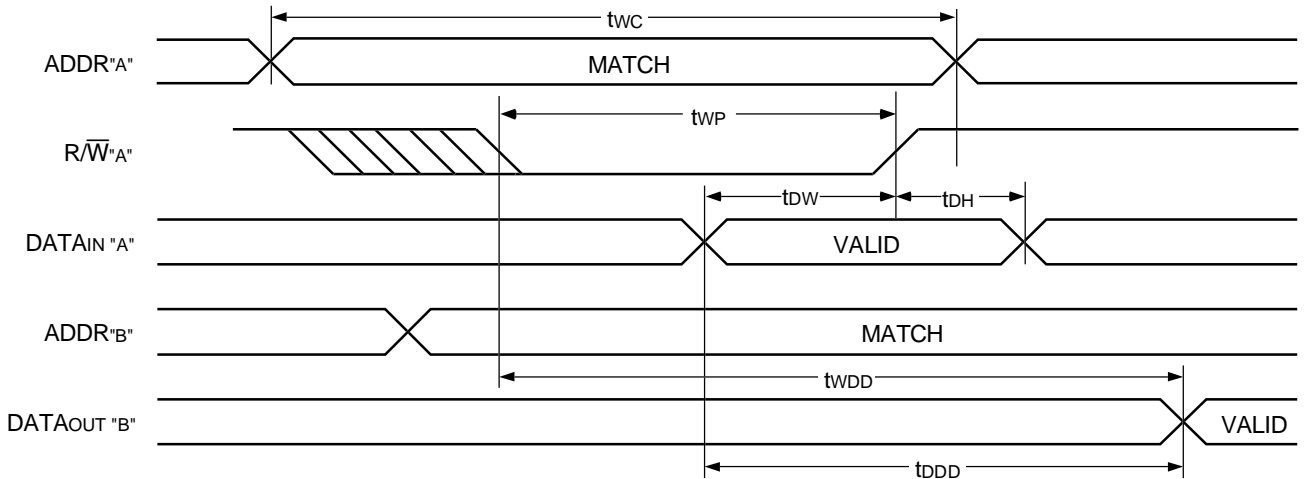 tWC
ADDR"A"
MATCH
tWP
R/W̅"A"
tDW
tDH
DATAIN "A"
VALID
ADDR"B"
MATCH
tWDD
DATAOUT "B"
VALID
tDDD